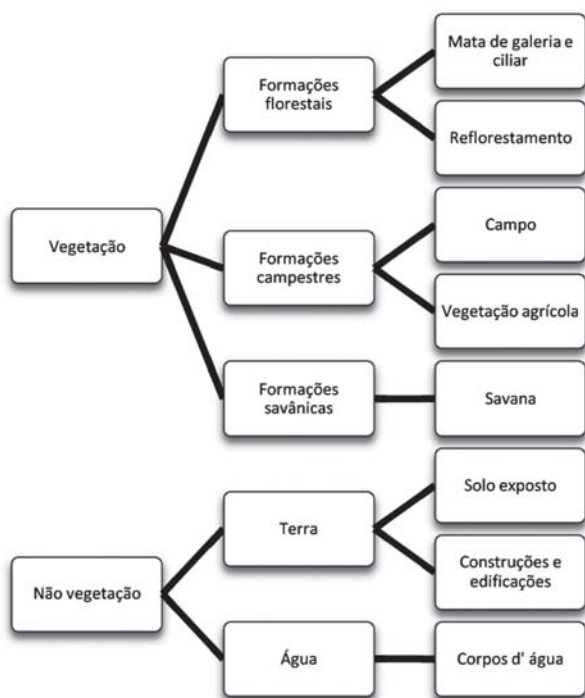 Vegetação
Formações
florestais
Mata de galeria e
ciliar
Reflorestamento
Formações
campestres
Campo
Vegetação agrícola
Formações
savânicas
Savana
Não vegetação
Terra
Solo exposto
Construções e
edificações
Água
Corpos d' água